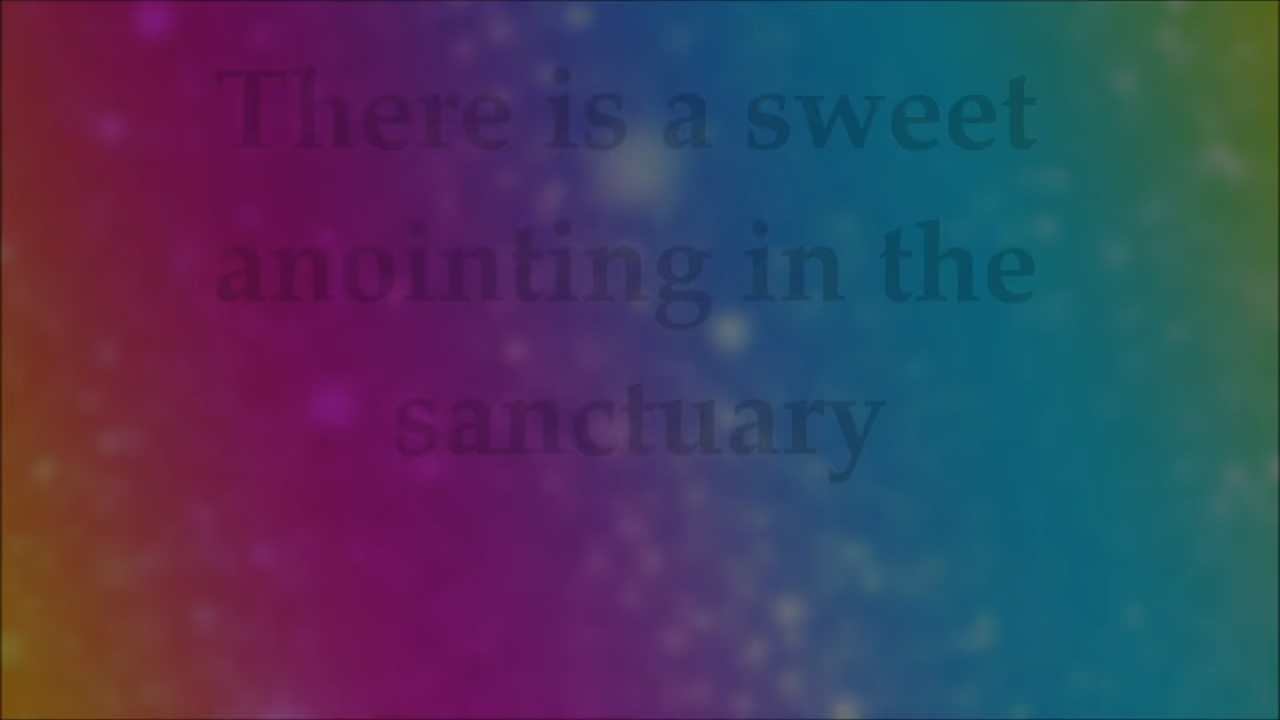 There is a sweet
anointing in the
sanctuary